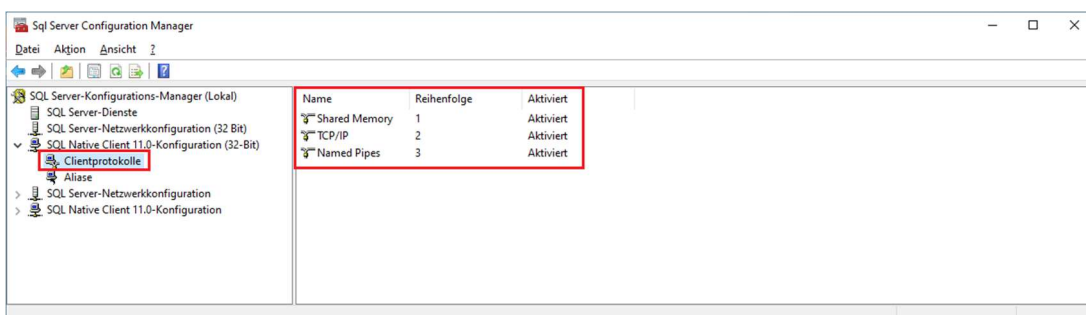 Sql Server Configuration Manager
Datei Aktion Ansicht ?
SQL Server-Konfigurations-Manager (Lokal)
SQL Server-Dienste
SQL Server-Netzwerkkonfiguration (32 Bit)
SQL Native Client 11.0-Konfiguration (32-Bit)
Clientprotokolle
Aliase
SQL Server-Netzwerkkonfiguration
SQL Native Client 11.0-Konfiguration
Name Reihenfolge Aktiviert
Shared Memory 1 Aktiviert
TCP/IP 2 Aktiviert
Named Pipes 3 Aktiviert